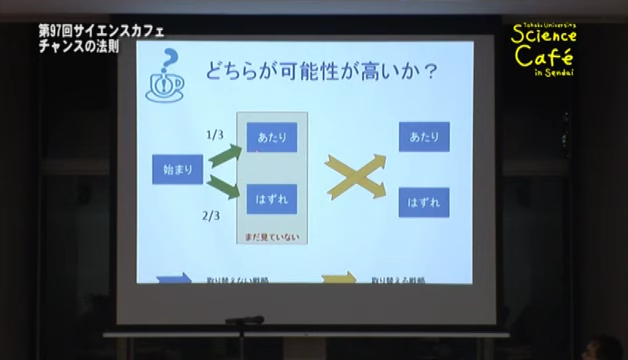 第97回サイエンスカフェ
チャンスの法則
Tohoku University
Science
Café
in Sendai
どちらが可能性が高いか？
1/3
あたり
あたり
始まり
はずれ
はずれ
2/3
まだ見ていない
取り替えない戦略
取り替える戦略